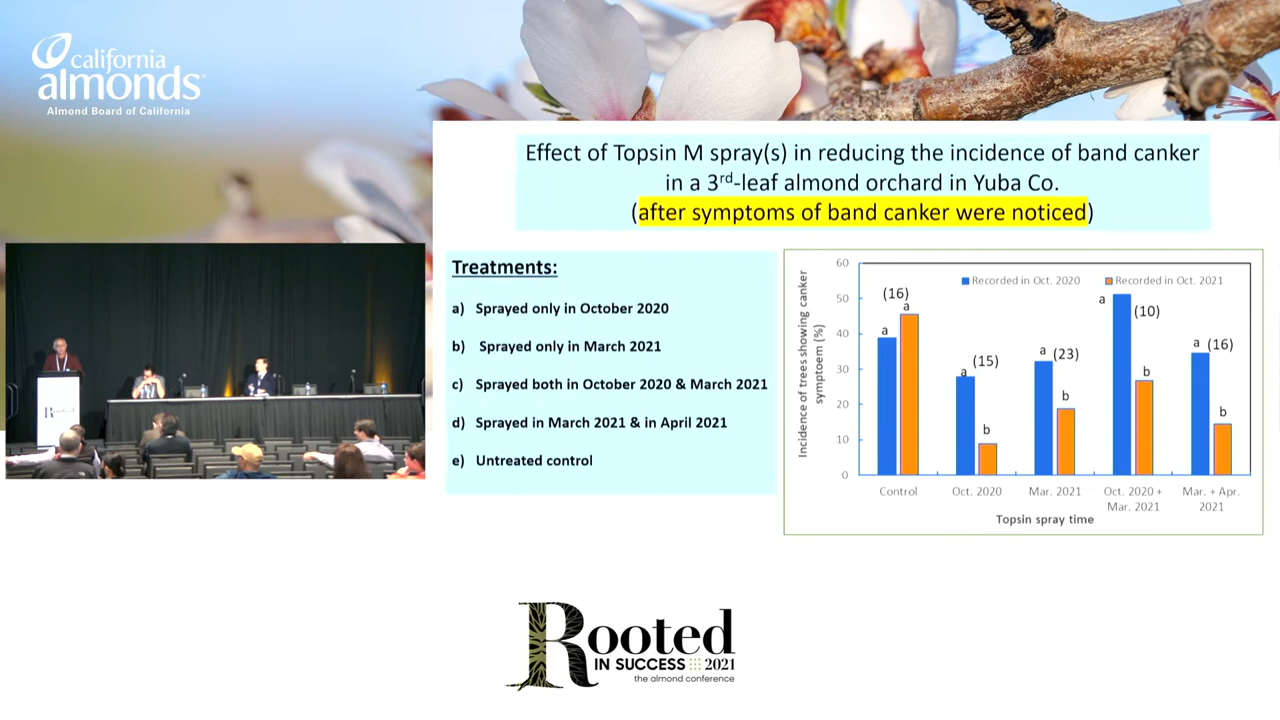 california
almonds
Almond Board of California
Effect of Topsin M spray(s) in reducing the incidence of band canker
in a 3rd-leaf almond orchard in Yuba Co.
(after symptoms of band canker were noticed)
Treatments:
a) Sprayed only in October 2020
b) Sprayed only in March 2021
c) Sprayed both in October 2020 & March 2021
d) Sprayed in March 2021 & in April 2021
e) Untreated control
Incidence of trees showing canker
symptoem (%)
60
50
40
30
20
10
0
Recorded in Oct. 2020
Recorded in Oct. 2021
(16)
a
a
(15)
a
b
a (23)
b
a
(10)
b
a (16)
b
Control
Oct. 2020
Mar. 2021
Oct. 2020 +
Mar. 2021
Mar. + Apr.
2021
Topsin spray time
Rooted
Rooted
IN SUCCESS 2021
the almond conference